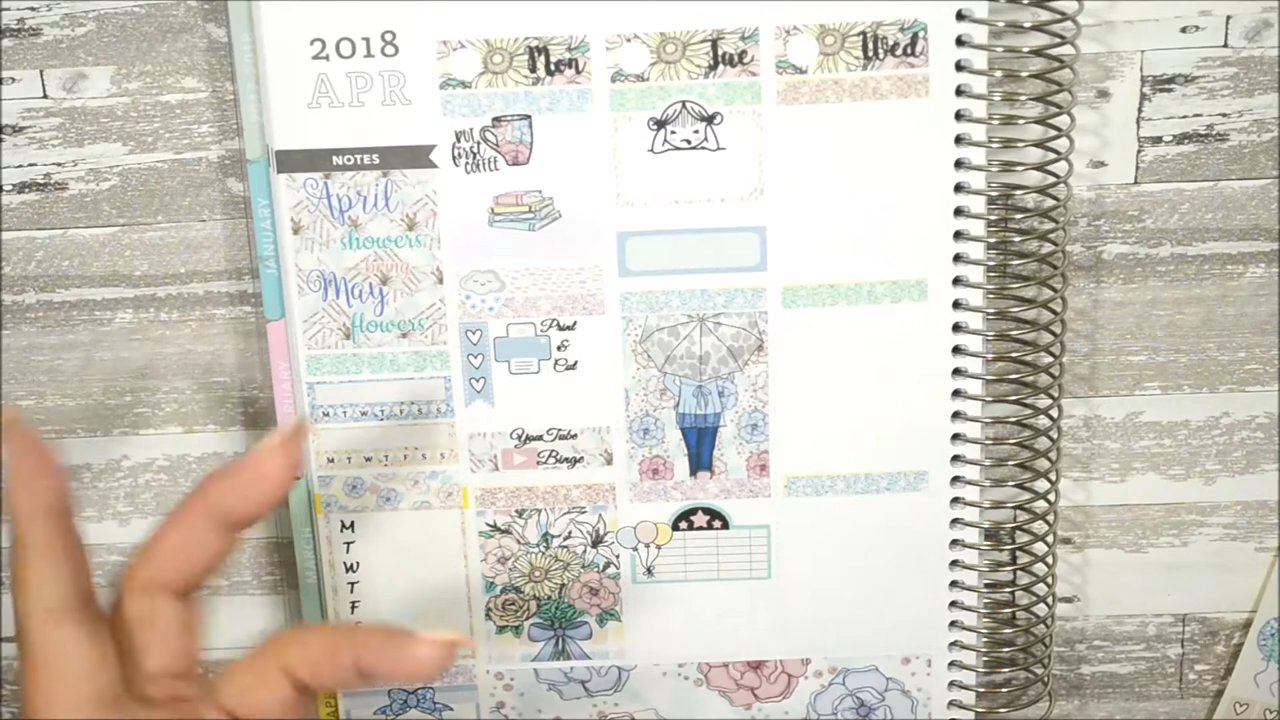 2018
APR
NOTES
April
showers
bring
May
flowers
M T W T F S S
M T W T F S S
M
T
W
T
F
Mon
Tue
Wed
BUT
first
COFFEE
Print
&
Cut
YouTube
Binge
JANUARY